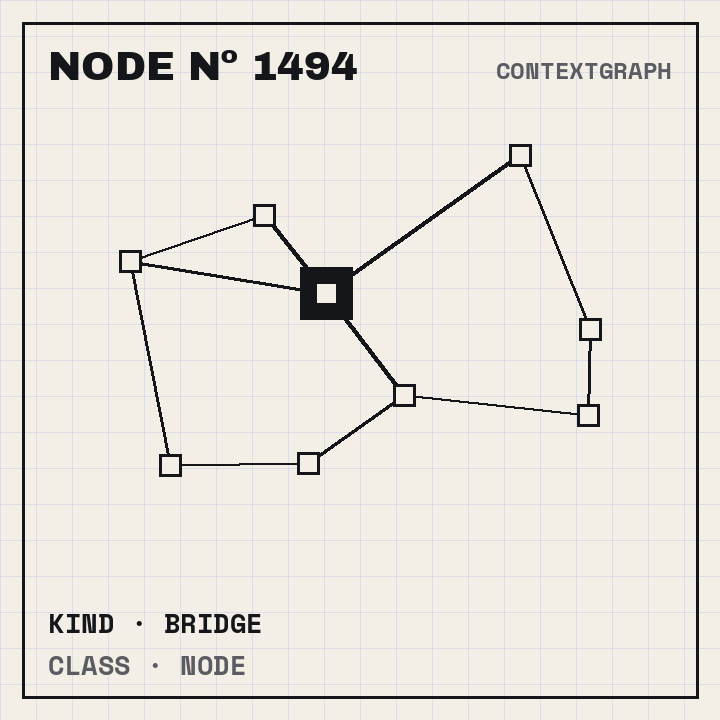 NODE Nº 1494
CONTEXTGRAPH
KIND · BRIDGE
CLASS · NODE